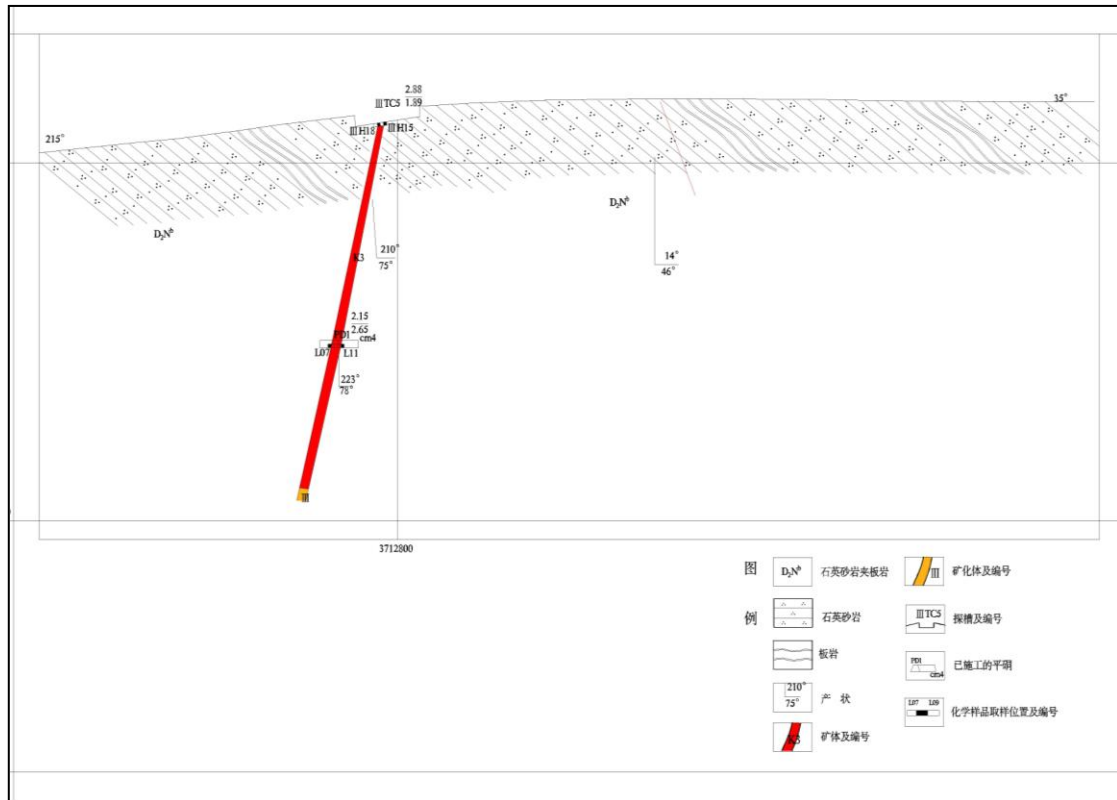 2.88
ⅢTC5 1.89
35°
215°
ⅢH18 ⅢH15
D₂Nᵇ
D₂Nᵇ
K3
210°
75°
14°
46°
2.15
2.65
PD1
cm4
L07 L11
223°
78°
Ⅲ
3712800
图例
D₂Nᵇ 石英砂岩夹板岩
石英砂岩
板岩
210°
75°
产 状
K3 矿体及编号
Ⅲ 矿化体及编号
ⅢTC5 探槽及编号
PD1
cm4
已施工的平硐
L07 L09
化学样品取样位置及编号